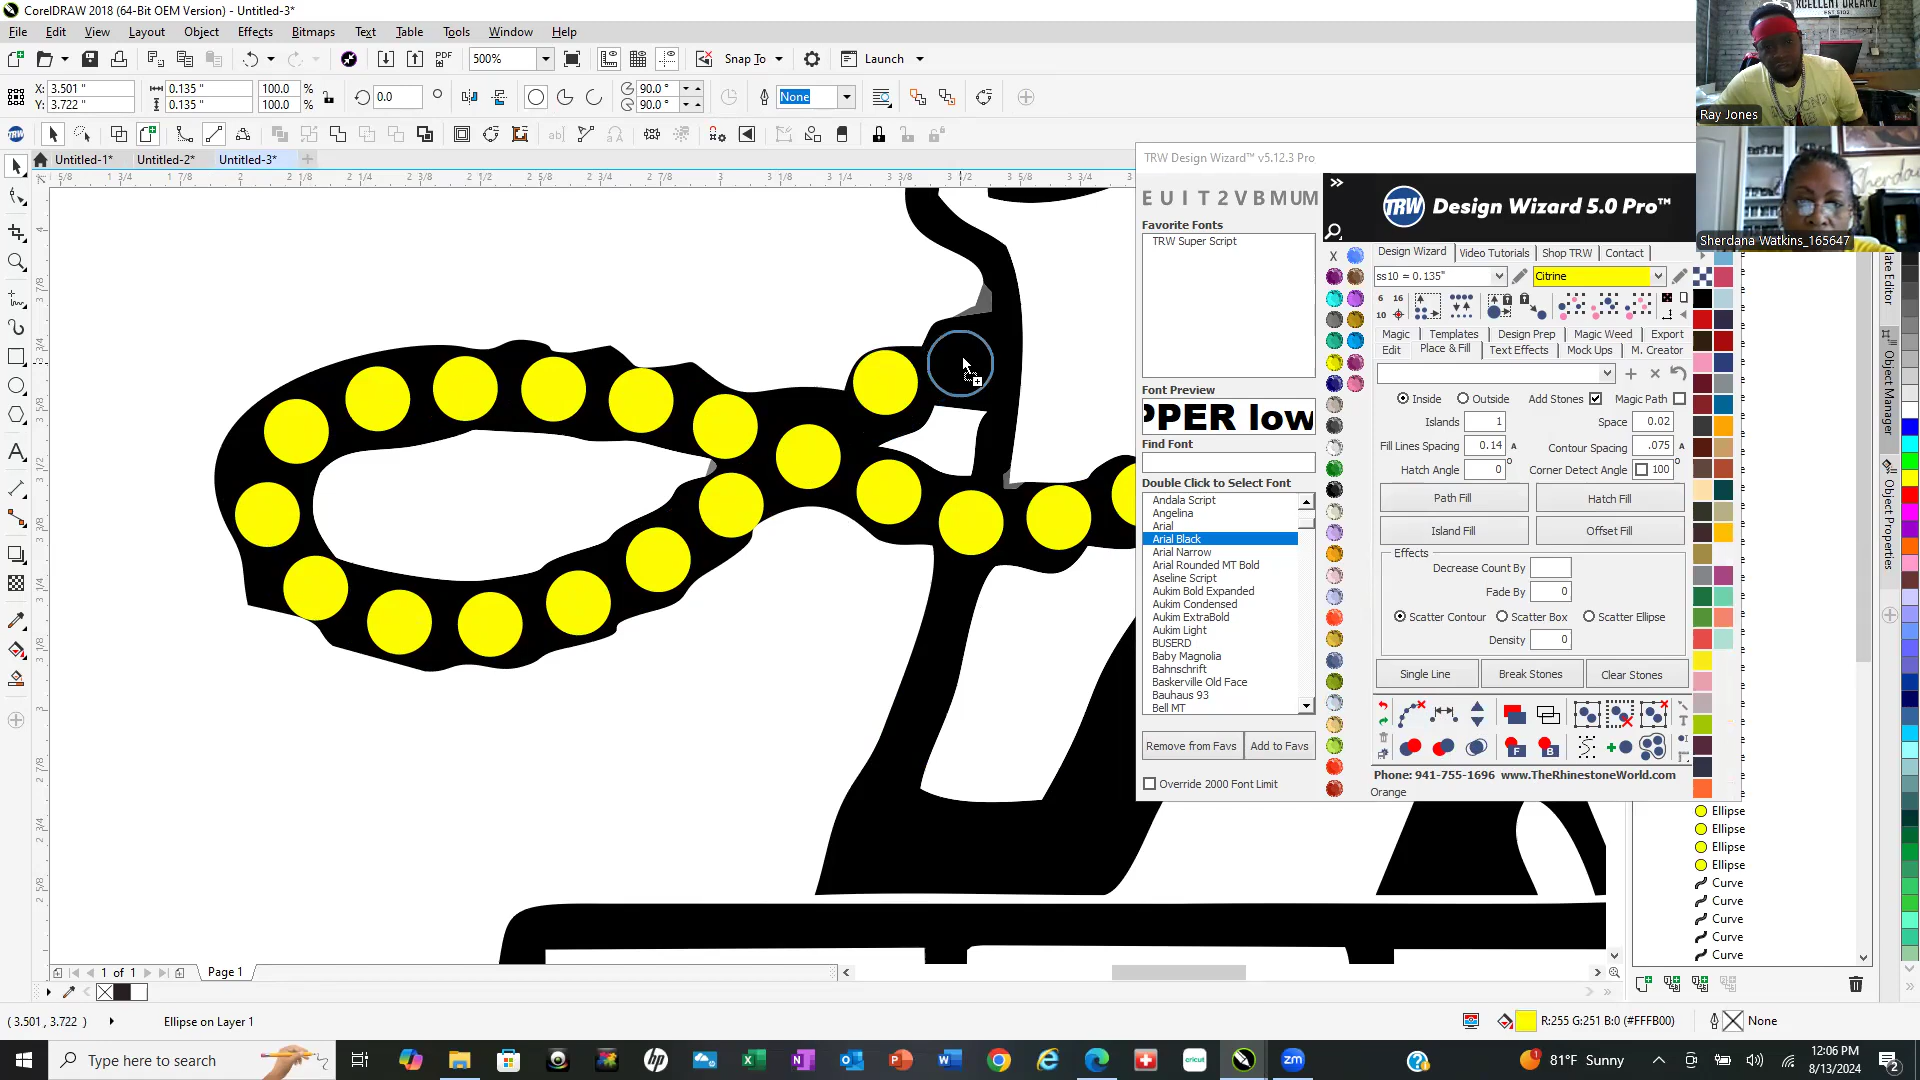 CorelDRAW 2018 (64-Bit OEM Version) - Untitled-3*
File Edit View Layout Object Effects Bitmaps Text Table Tools Window Help
500% Snap To Launch
X: 3.501 " 0.135 " 100.0 % 0.0 90.0 ° None
Y: 3.722 " 0.135 " 100.0 % 90.0 °
Untitled-1* Untitled-2* Untitled-3*
XCELLENT DREAMZ
Ray Jones
Sherdana Watkins_165647
TRW Design Wizard™ v5.12.3 Pro
E U I T 2 V B M UM
Favorite Fonts
TRW Super Script
Font Preview
PPER low
Find Font
Double Click to Select Font
Andala Script
Angelina
Arial
Arial Black
Arial Narrow
Arial Rounded MT Bold
Aseline Script
Aukim Bold Expanded
Aukim Condensed
Aukim ExtraBold
Aukim Light
BUSERD
Baby Magnolia
Bahnschrift
Baskerville Old Face
Bauhaus 93
Bell MT
Remove from Favs Add to Favs
Override 2000 Font Limit
TRW Design Wizard 5.0 Pro™
Design Wizard Video Tutorials Shop TRW Contact
ss10 = 0.135" Citrine
6 16
10
Magic Templates Design Prep Magic Weed Export
Edit Place & Fill Text Effects Mock Ups M. Creator
Inside Outside Add Stones Magic Path
Islands 1 Space 0.02
Fill Lines Spacing 0.14 A Contour Spacing .075 A
Hatch Angle 0 ° Corner Detect Angle 100 °
Path Fill Hatch Fill
Island Fill Offset Fill
Effects
Decrease Count By
Fade By 0
Scatter Contour Scatter Box Scatter Ellipse
Density 0
Single Line Break Stones Clear Stones
Phone: 941-755-1696 www.TheRhinestoneWorld.com
Orange
Ellipse
Ellipse
Ellipse
Ellipse
Curve
Curve
Curve
Curve
Curve
Object Manager
Object Properties
1 of 1 Page 1
( 3.501 , 3.722 ) Ellipse on Layer 1 R:255 G:251 B:0 (#FFFB00) None
Type here to search
81°F Sunny
12:06 PM
8/13/2024